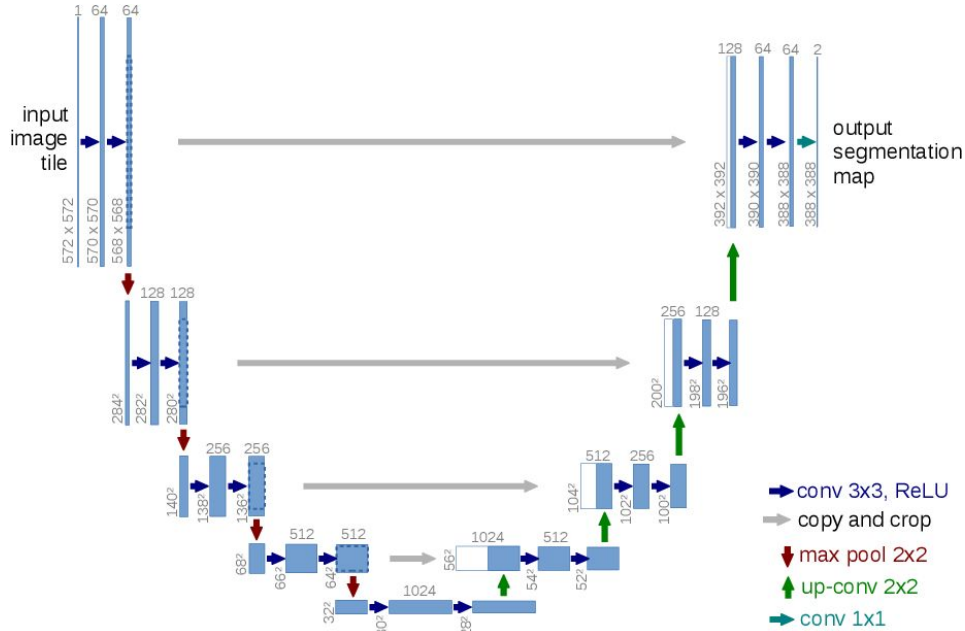 1 64 64
128 64 64 2
input
image
tile
output
segmentation
map
572 x 572
570 x 570
568 x 568
392 x 392
390 x 390
388 x 388
388 x 388
128 128
256 128
284²
282²
280²
200²
198²
196²
256 256
512 256
140²
138²
136²
104²
102²
100²
512 512
1024 512
68²
66²
64²
56²
54²
52²
1024
32²
conv 3x3, ReLU
copy and crop
max pool 2x2
up-conv 2x2
conv 1x1